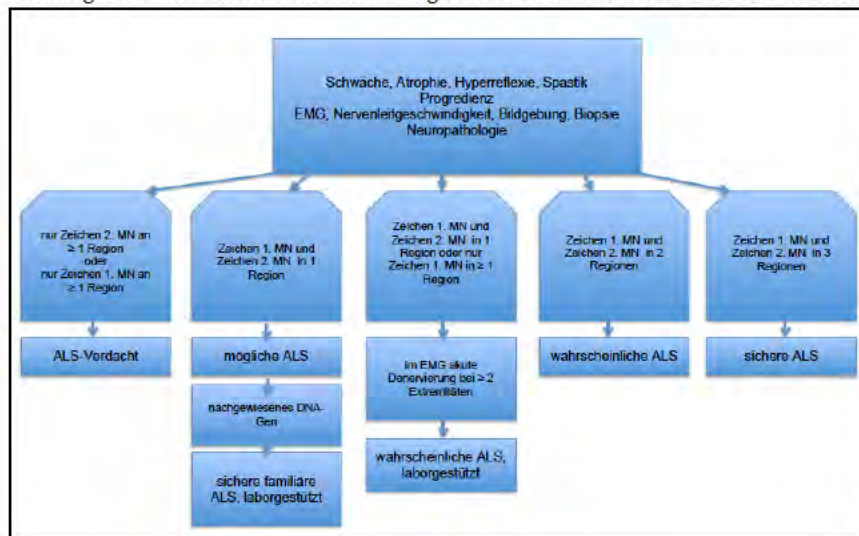 Schwäche, Atrophie, Hyperreflexie, Spastik
Progredienz
EMG, Nervenleitgeschwindigkeit, Bildgebung, Biopsie
Neuropathologie
nur Zeichen 2. MN an
≥ 1 Region
oder
nur Zeichen 1. MN an
≥ 1 Region
ALS-Verdacht
Zeichen 1. MN und
Zeichen 2. MN in 1
Region
mögliche ALS
nachgewiesenes DNA-
Gen
sichere familiäre
ALS, laborgestützt
Zeichen 1. MN und
Zeichen 2. MN in 1
Region oder nur
Zeichen 1. MN in ≥ 1
Region
im EMG akute
Denervierung bei ≥ 2
Extremitäten
wahrscheinliche ALS,
laborgestützt
Zeichen 1. MN und
Zeichen 2. MN in 2
Regionen
wahrscheinliche ALS
Zeichen 1. MN und
Zeichen 2. MN in 3
Regionen
sichere ALS